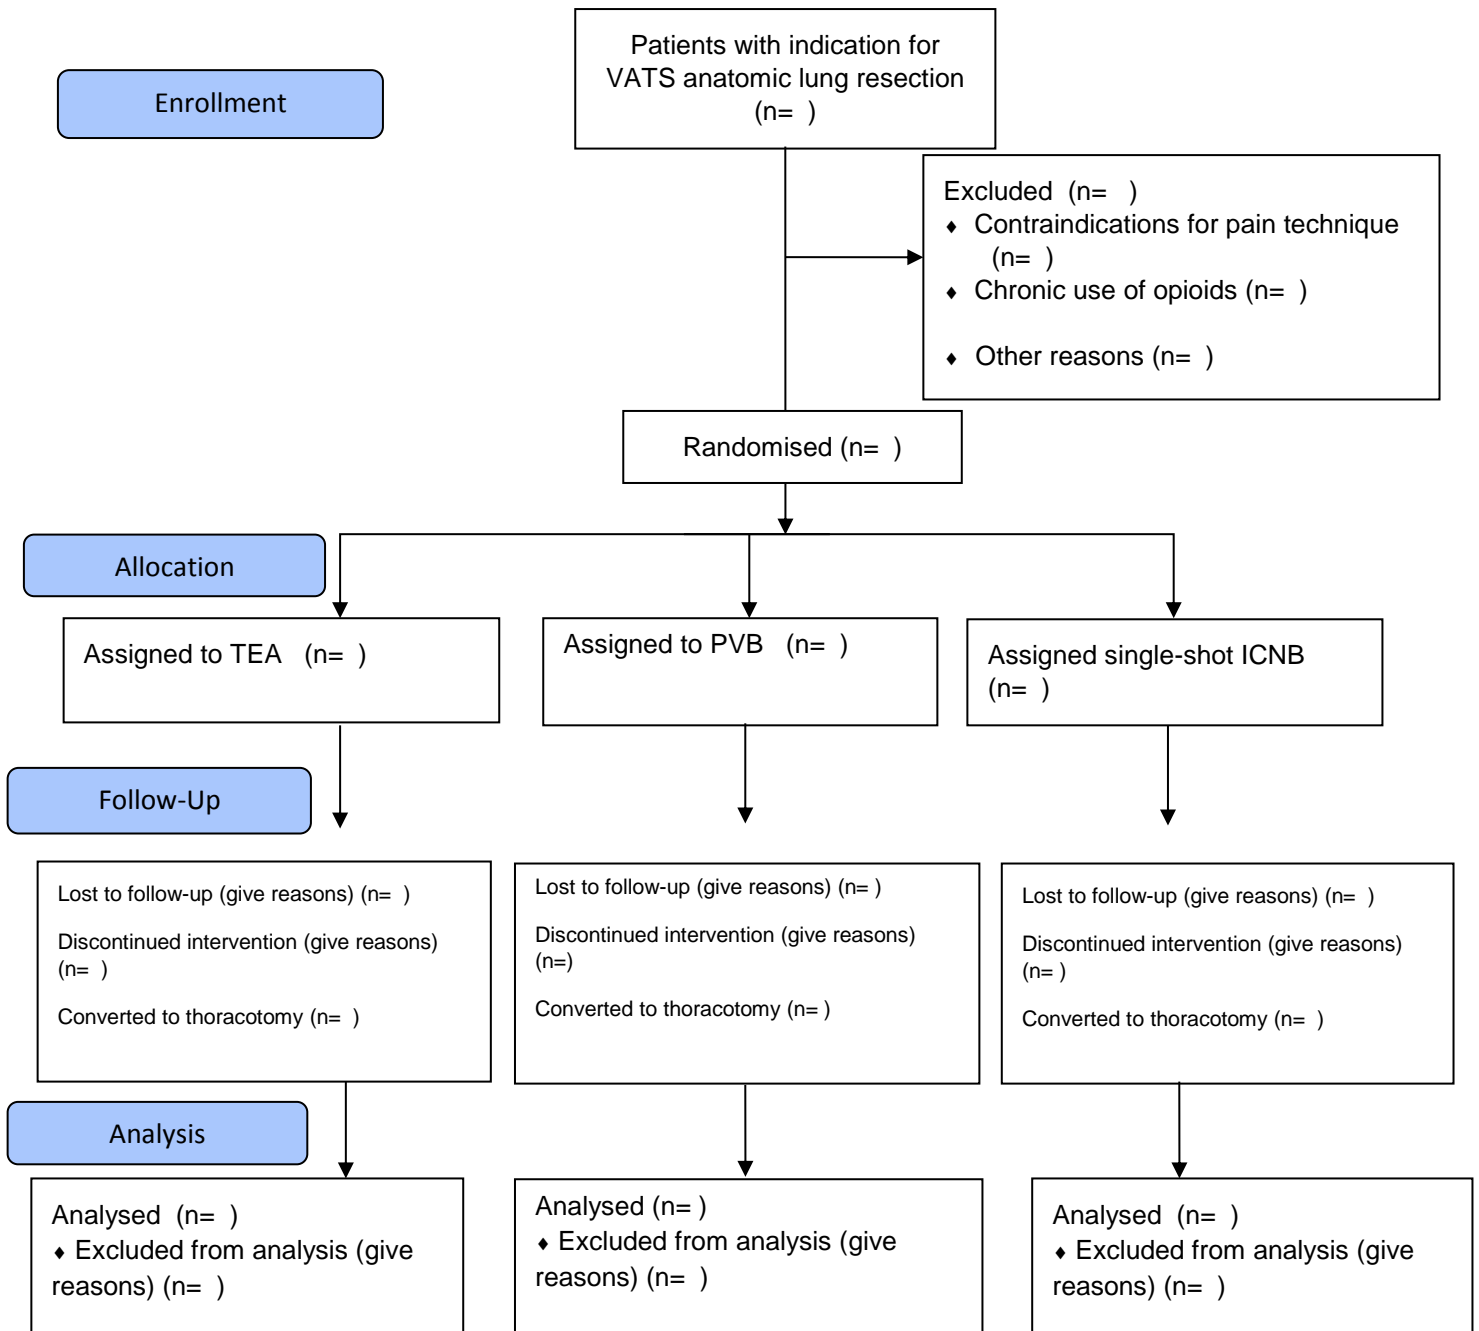 Patients with indication for
VATS anatomic lung resection
(n=  )
Enrollment
Excluded  (n=   )
♦ Contraindications for pain technique
(n=  )
♦ Chronic use of opioids (n=  )
♦ Other reasons (n=  )
Randomised (n=  )
Allocation
Assigned to TEA   (n=  )
Assigned to PVB   (n=  )
Assigned single-shot ICNB
(n=  )
Follow-Up
Lost to follow-up (give reasons) (n=  )
Discontinued intervention (give reasons)
(n=  )
Converted to thoracotomy (n=  )
Lost to follow-up (give reasons) (n= )
Discontinued intervention (give reasons)
(n=)
Converted to thoracotomy (n= )
Lost to follow-up (give reasons) (n=  )
Discontinued intervention (give reasons)
(n= )
Converted to thoracotomy (n=  )
Analysis
Analysed  (n=  )
♦ Excluded from analysis (give
reasons) (n=  )
Analysed (n= )
♦ Excluded from analysis (give
reasons) (n=  )
Analysed  (n=  )
♦ Excluded from analysis (give
reasons) (n=  )